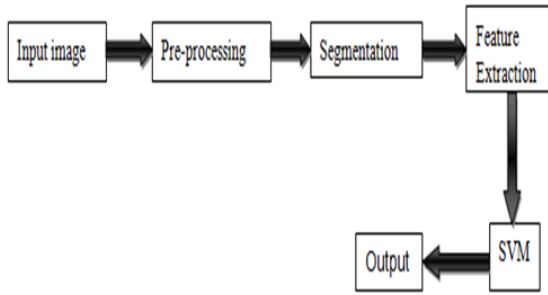 Input image
Pre-processing
Segmentation
Feature
Extraction
SVM
Output